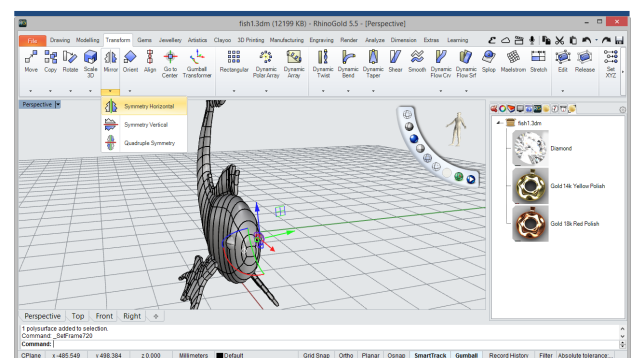 fish1.3dm (12199 KB) - RhinoGold 5.5 - [Perspective]
File Drawing Modelling Transform Gems Jewellery Artistics Clayoo 3D Printing Manufacturing Engraving Render Analyze Dimension Extras Learning
Move Copy Rotate Scale 3D Mirror Orient Align Go to Center Gumball Transformer Rectangular Dynamic Polar Array Dynamic Array Dynamic Twist Dynamic Bend Dynamic Taper Shear Smooth Dynamic Flow Crv Dynamic Flow Srf Splop Maelstrom Stretch Edit Release Set XYZ
Perspective
Symmetry Horizontal
Symmetry Vertical
Quadruple Symmetry
fish1.3dm
Diamond
Gold 14k Yellow Polish
Gold 18k Red Polish
Perspective Top Front Right
1 polysurface added to selection.
Command: _SetFrame720
Command:
CPlane x -485.549 y 498.384 z 0.000 Millimeters Default Grid Snap Ortho Planar Osnap SmartTrack Gumball Record History Filter Absolute tolerance:...